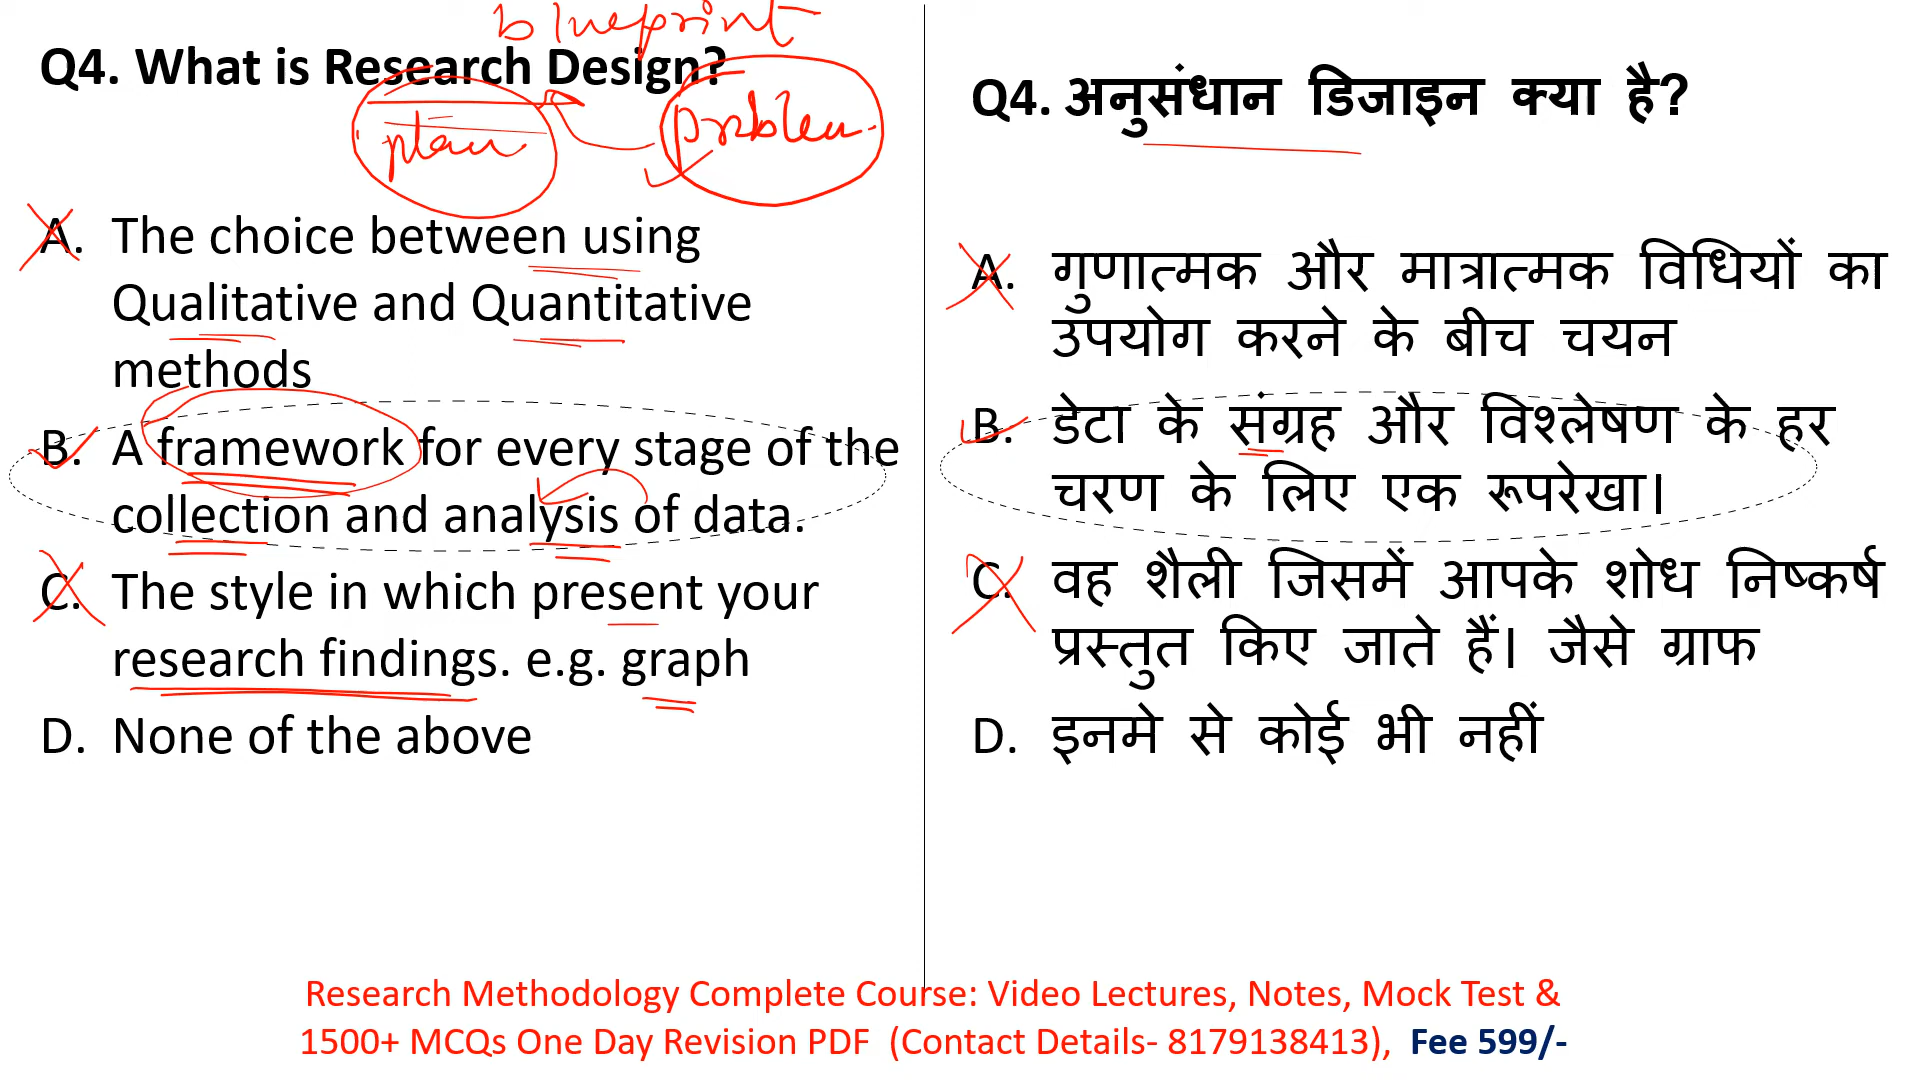 blueprint
Q4. What is Research Design?
plan
problem
A. The choice between using
Qualitative and Quantitative
methods
B. A framework for every stage of the
collection and analysis of data.
C. The style in which present your
research findings. e.g. graph
D. None of the above
Q4. अनुसंधान डिजाइन क्या है?
A. गुणात्मक और मात्रात्मक विधियों का
उपयोग करने के बीच चयन
B. डेटा के संग्रह और विश्लेषण के हर
चरण के लिए एक रूपरेखा।
C. वह शैली जिसमें आपके शोध निष्कर्ष
प्रस्तुत किए जाते हैं। जैसे ग्राफ
D. इनमे से कोई भी नहीं
Research Methodology Complete Course: Video Lectures, Notes, Mock Test &
1500+ MCQs One Day Revision PDF (Contact Details- 8179138413), Fee 599/-